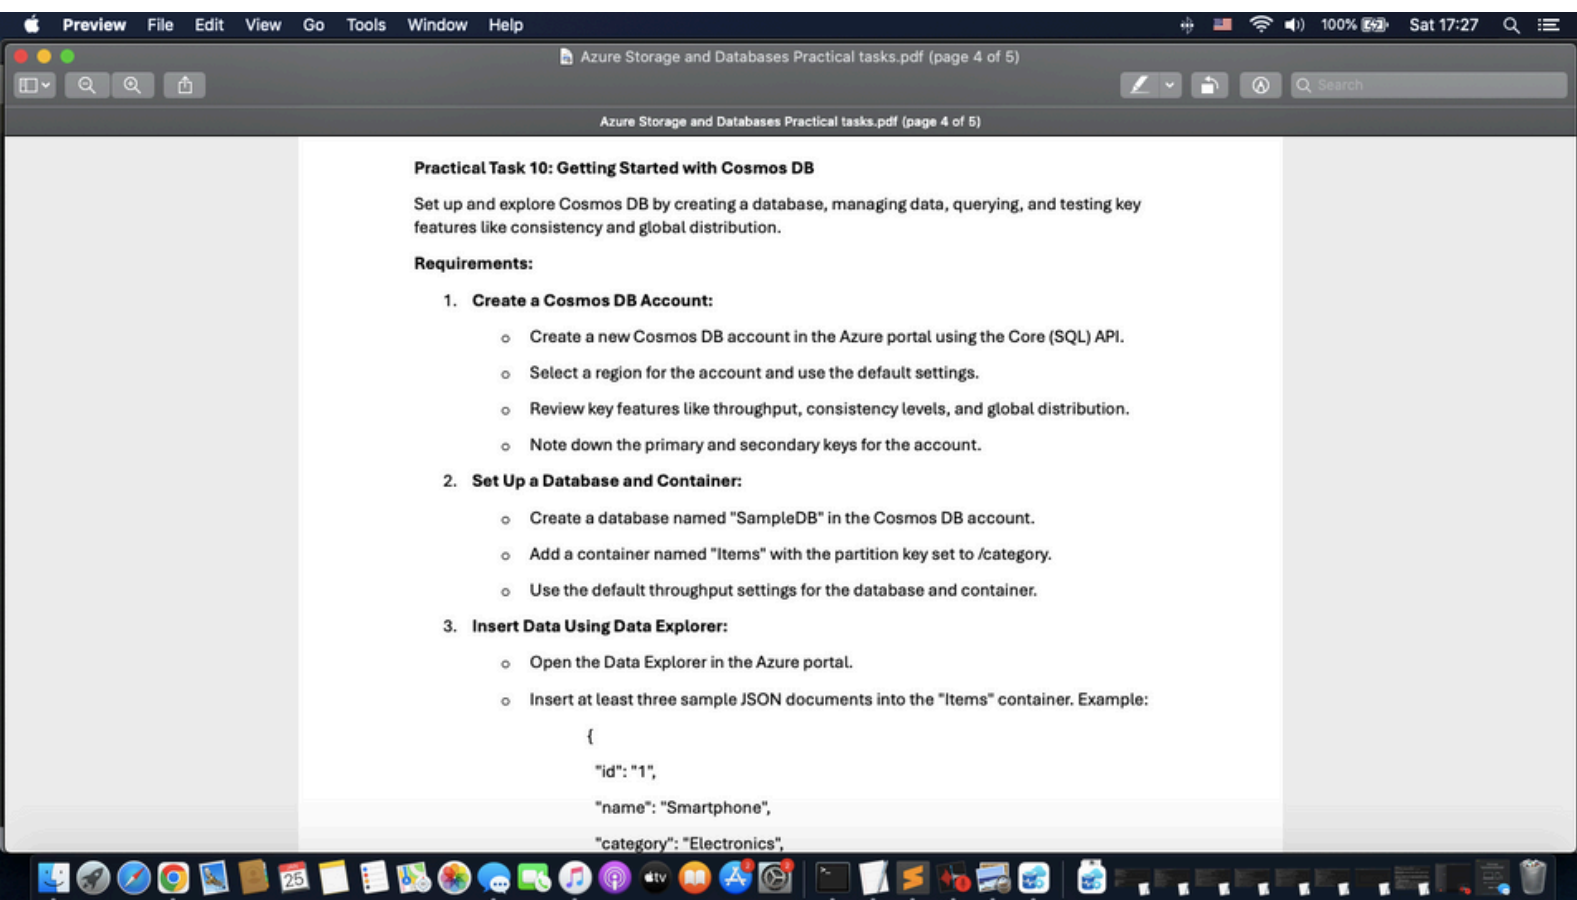 Preview File Edit View Go Tools Window Help 100% Sat 17:27
Azure Storage and Databases Practical tasks.pdf (page 4 of 5)
Search
Azure Storage and Databases Practical tasks.pdf (page 4 of 5)
Practical Task 10: Getting Started with Cosmos DB
Set up and explore Cosmos DB by creating a database, managing data, querying, and testing key
features like consistency and global distribution.
Requirements:
1. Create a Cosmos DB Account:
o Create a new Cosmos DB account in the Azure portal using the Core (SQL) API.
o Select a region for the account and use the default settings.
o Review key features like throughput, consistency levels, and global distribution.
o Note down the primary and secondary keys for the account.
2. Set Up a Database and Container:
o Create a database named "SampleDB" in the Cosmos DB account.
o Add a container named "Items" with the partition key set to /category.
o Use the default throughput settings for the database and container.
3. Insert Data Using Data Explorer:
o Open the Data Explorer in the Azure portal.
o Insert at least three sample JSON documents into the "Items" container. Example:
{
"id": "1",
"name": "Smartphone",
"category": "Electronics",
25 tv 2 2